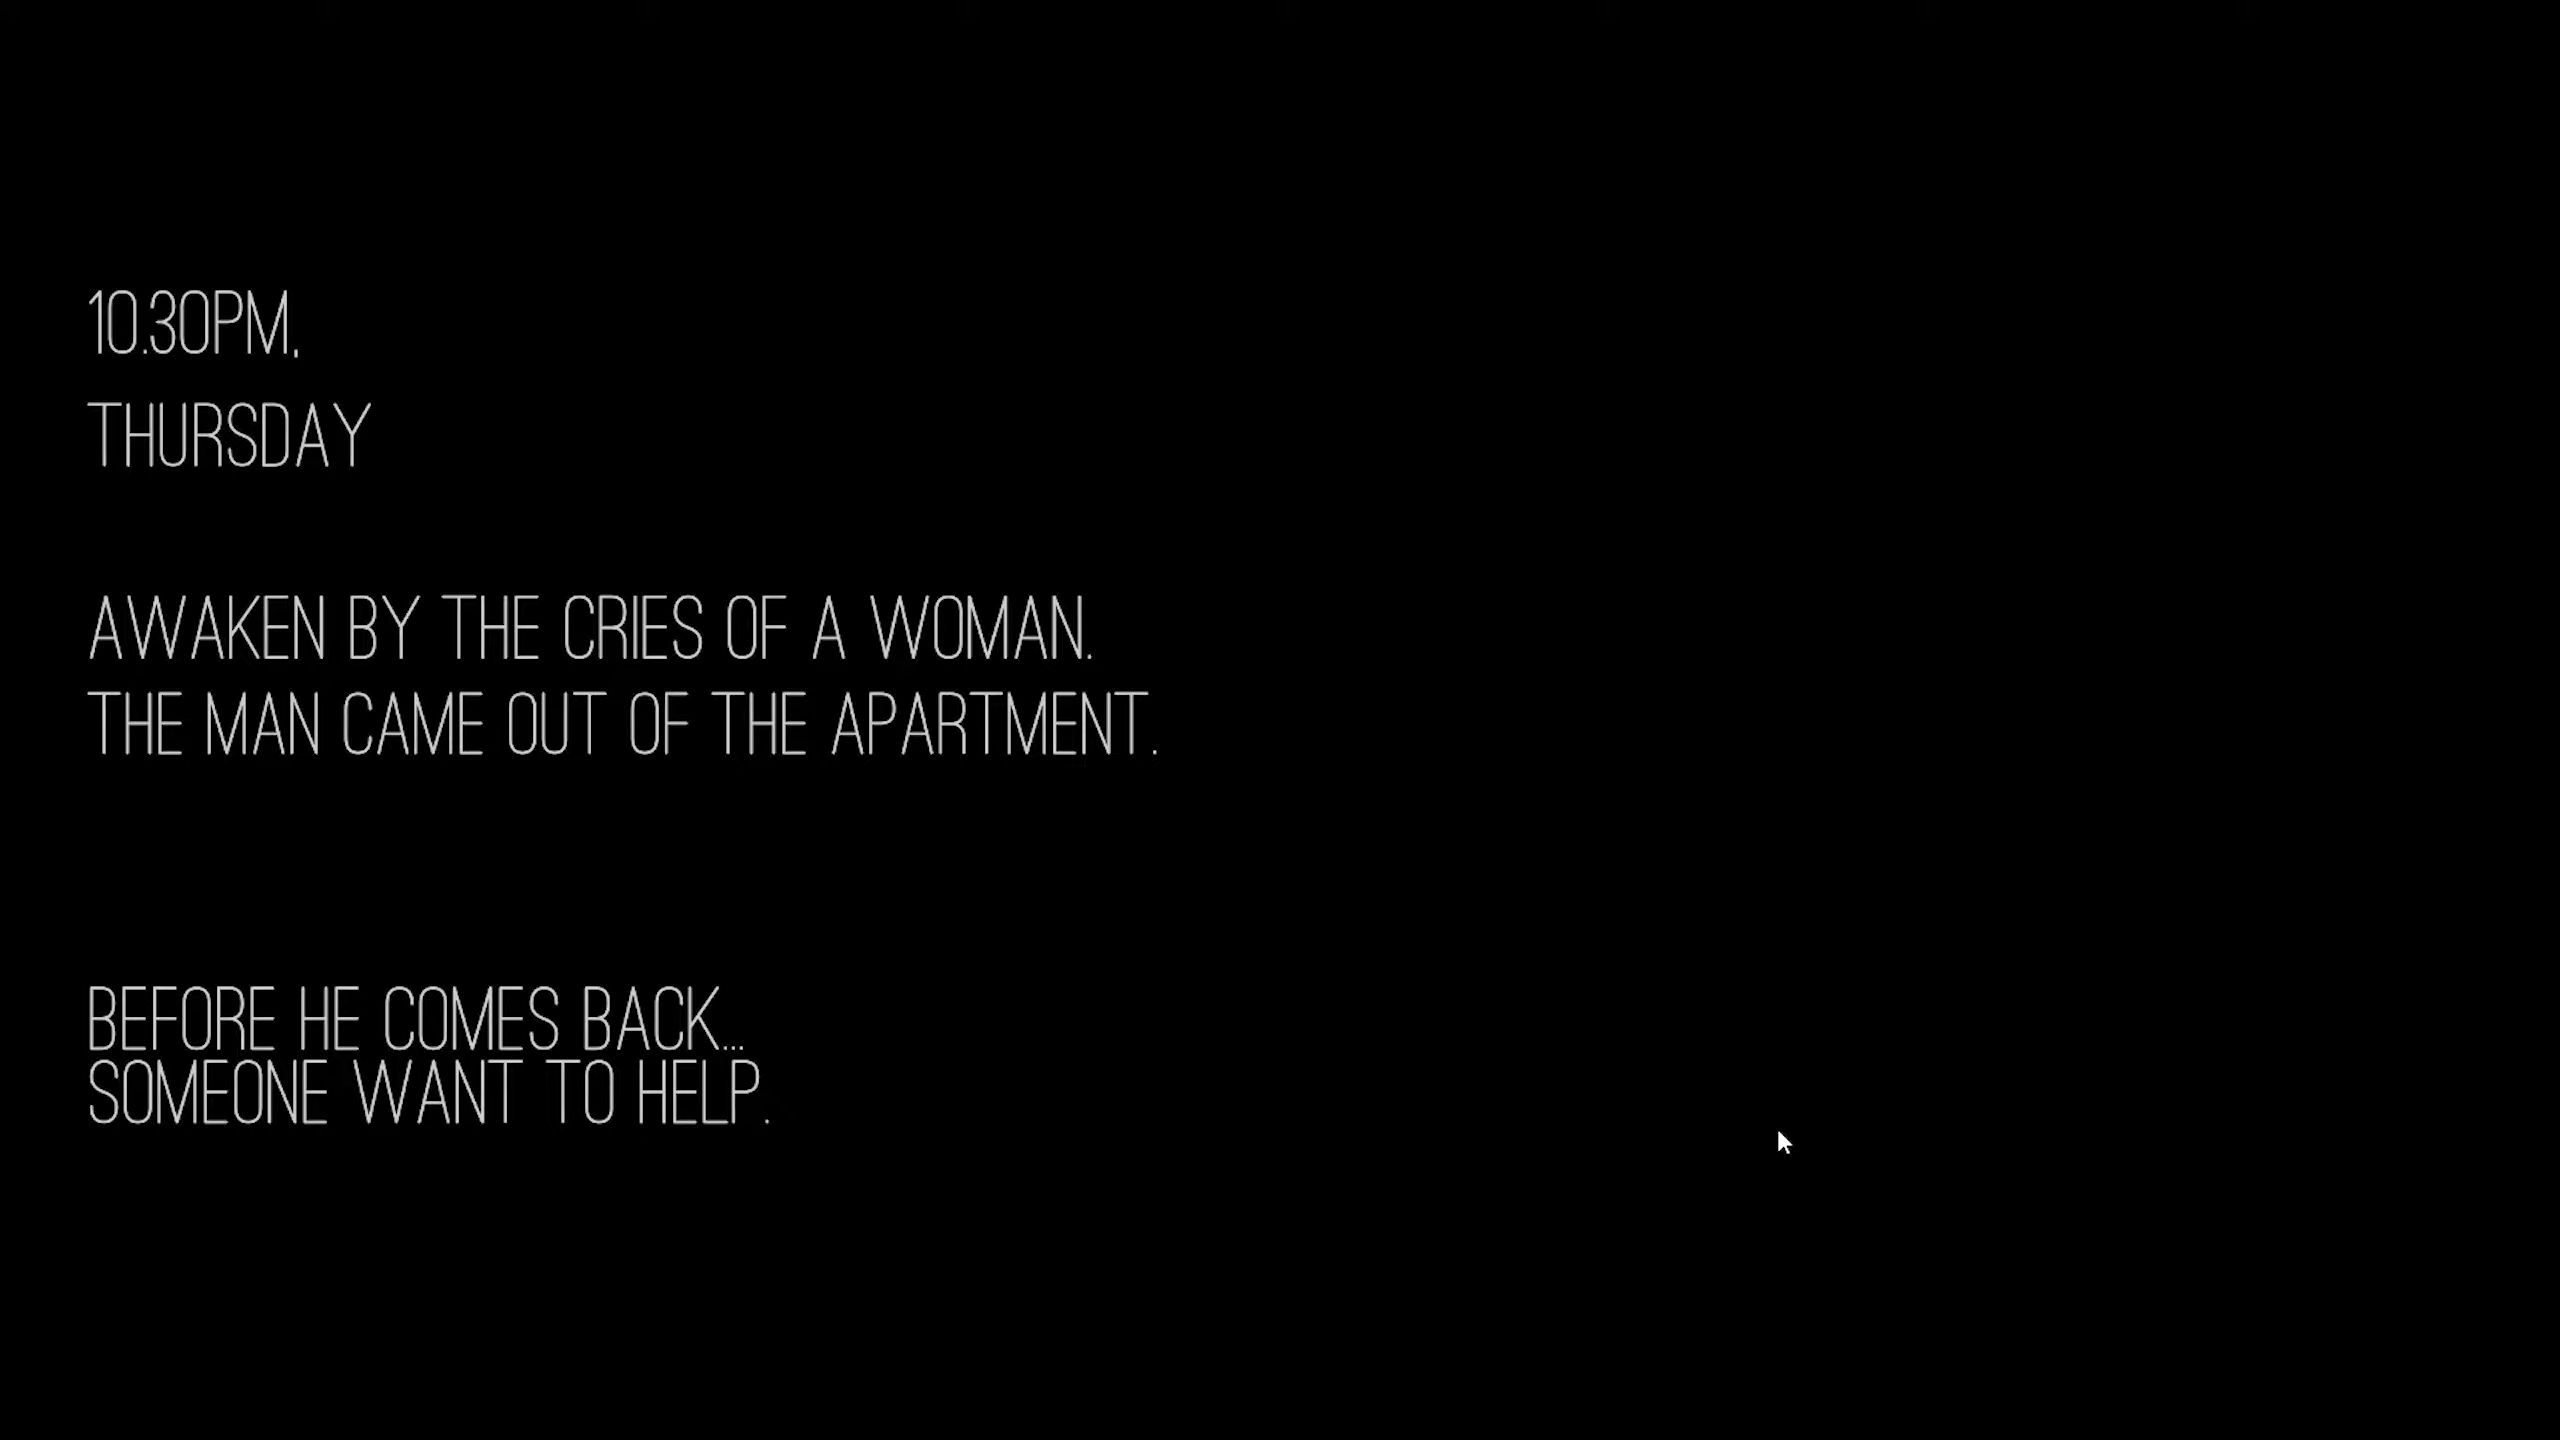 10.30PM,
THURSDAY
AWAKEN BY THE CRIES OF A WOMAN.
THE MAN CAME OUT OF THE APARTMENT.
BEFORE HE COMES BACK...
SOMEONE WANT TO HELP.